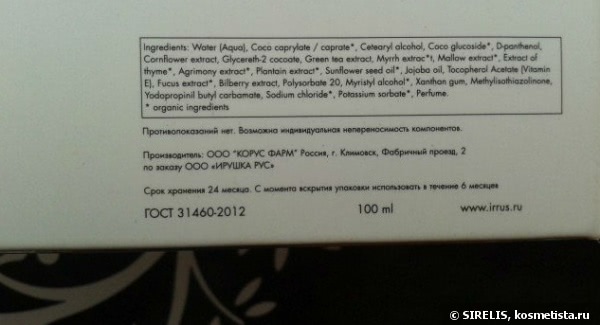 Ingredients: Water (Aqua), Coco caprylate / caprate*, Cetearyl alcohol, Coco glucoside*, D-panthenol,
Cornflower extract, Glycereth-2 cocoate, Green tea extract, Myrrh extrac*t, Mallow extract*, Extract of
thyme*, Agrimony extract*, Plantain extract*, Sunflower seed oil*, Jojoba oil, Tocopherol Acetate (Vitamin
E), Fucus extract*, Bilberry extract, Polysorbate 20, Myristyl alcohol*, Xanthan gum, Methylisothiazolinone,
Yodopropinil butyl carbamate, Sodium chloride*, Potassium sorbate*, Perfume.
* organic ingredients
Противопоказаний нет. Возможна индивидуальная непереносимость компонентов.
Производитель: ООО "КОРУС ФАРМ" Россия, г. Климовск, Фабричный проезд, 2
по заказу ООО «ИРУШКА РУС»
Срок хранения 24 месяца. С момента вскрытия упаковки использовать в течение 6 месяцев
ГОСТ 31460-2012 100 ml www.irrus.ru
© SIRELIS, kosmetista.ru